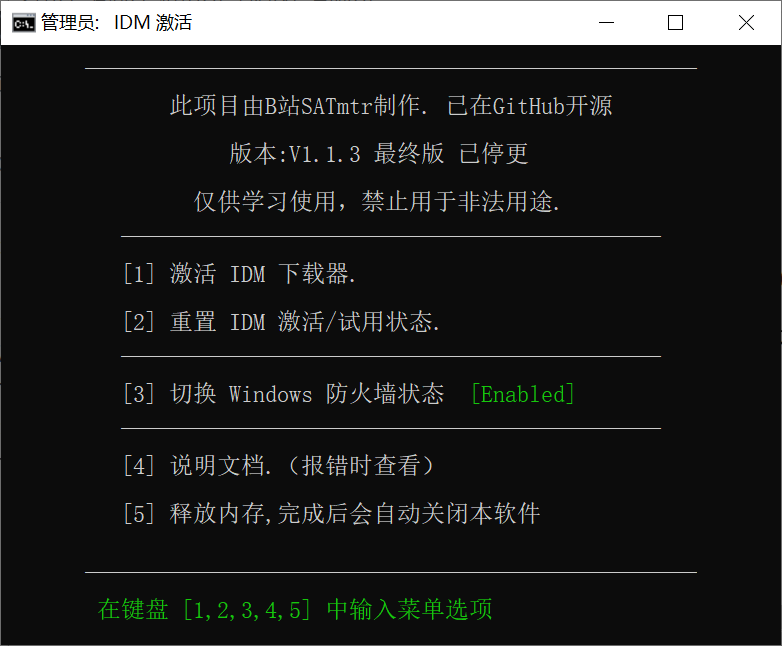 管理员: IDM 激活
此项目由B站SATmtr制作. 已在GitHub开源
版本:V1.1.3 最终版 已停更
仅供学习使用，禁止用于非法用途.
[1] 激活 IDM 下载器.
[2] 重置 IDM 激活/试用状态.
[3] 切换 Windows 防火墙状态 [Enabled]
[4] 说明文档.（报错时查看）
[5] 释放内存,完成后会自动关闭本软件
在键盘 [1,2,3,4,5] 中输入菜单选项